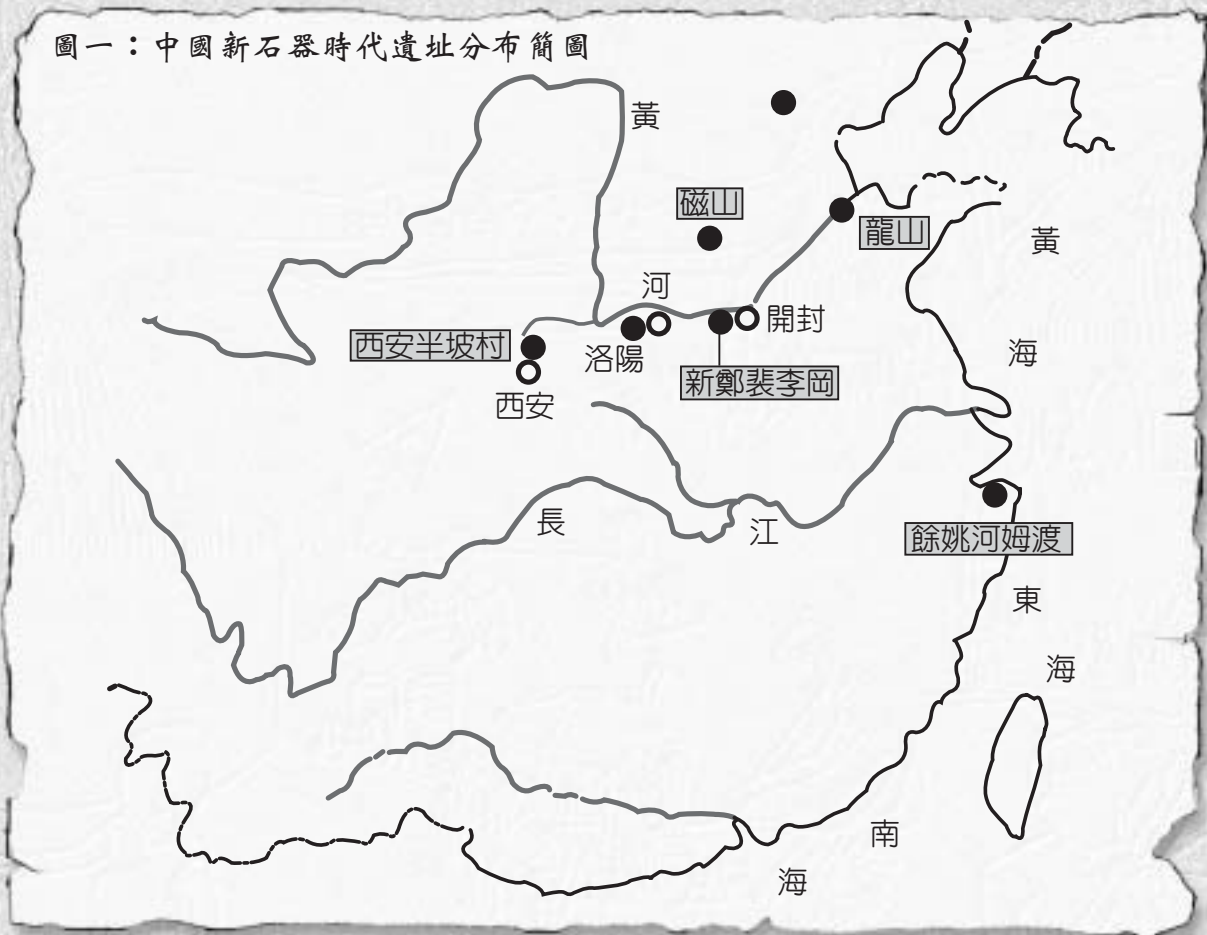 圖一：中國新石器時代遺址分布簡圖
黃
磁山
龍山
黃
河
海
開封
西安半坡村
洛陽
新鄭裴李岡
西安
長
江
餘姚河姆渡
東
海
南
海